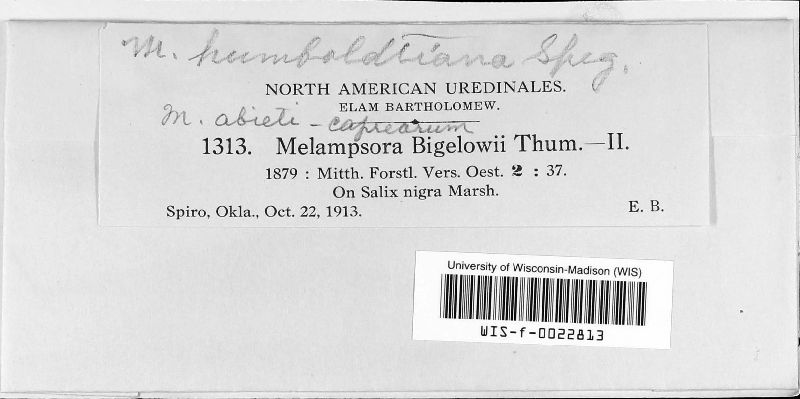 M. humboldtiana Speg.
NORTH AMERICAN UREDINALES.
ELAM BARTHOLOMEW.
M. abieti-caprearum
1313. Melampsora Bigelowii Thum.—II.
1879 : Mitth. Forstl. Vers. Oest. 2 : 37.
On Salix nigra Marsh.
Spiro, Okla., Oct. 22, 1913. E. B.
University of Wisconsin-Madison (WIS)
WIS-f-0022813